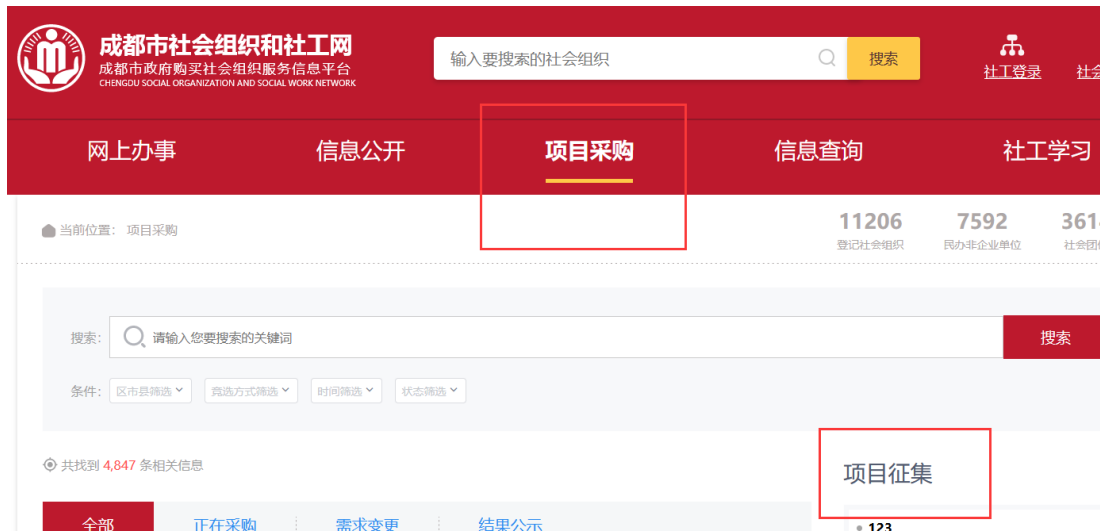 成都市社会组织和社工网
成都市政府购买社会组织服务信息平台
CHENGDU SOCIAL ORGANIZATION AND SOCIAL WORK NETWORK
输入要搜索的社会组织
搜索
社工登录
社会
网上办事
信息公开
项目采购
信息查询
社工学习
当前位置: 项目采购
11206
登记社会组织
7592
民办非企业单位
361
社会团
搜索:
请输入您要搜索的关键词
搜索
条件: 区市县筛选 竞选方式筛选 时间筛选 状态筛选
共找到 4,847 条相关信息
项目征集
全部
正在采购
需求变更
结果公示
123